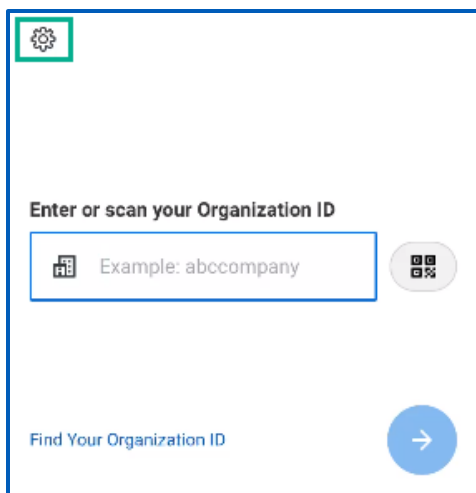 Enter or scan your Organization ID
Example: abccompany
Find Your Organization ID